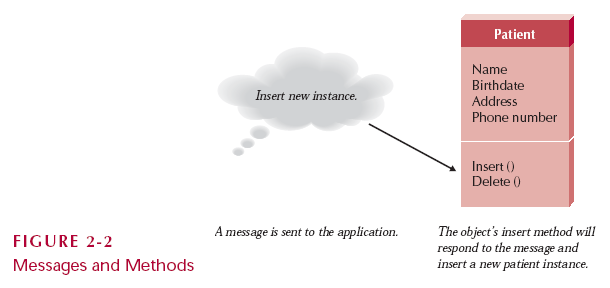 Patient
Name
Birthdate
Address
Phone number
Insert new instance.
Insert ()
Delete ()
A message is sent to the application.
The object's insert method will
respond to the message and
insert a new patient instance.
FIGURE 2-2
Messages and Methods